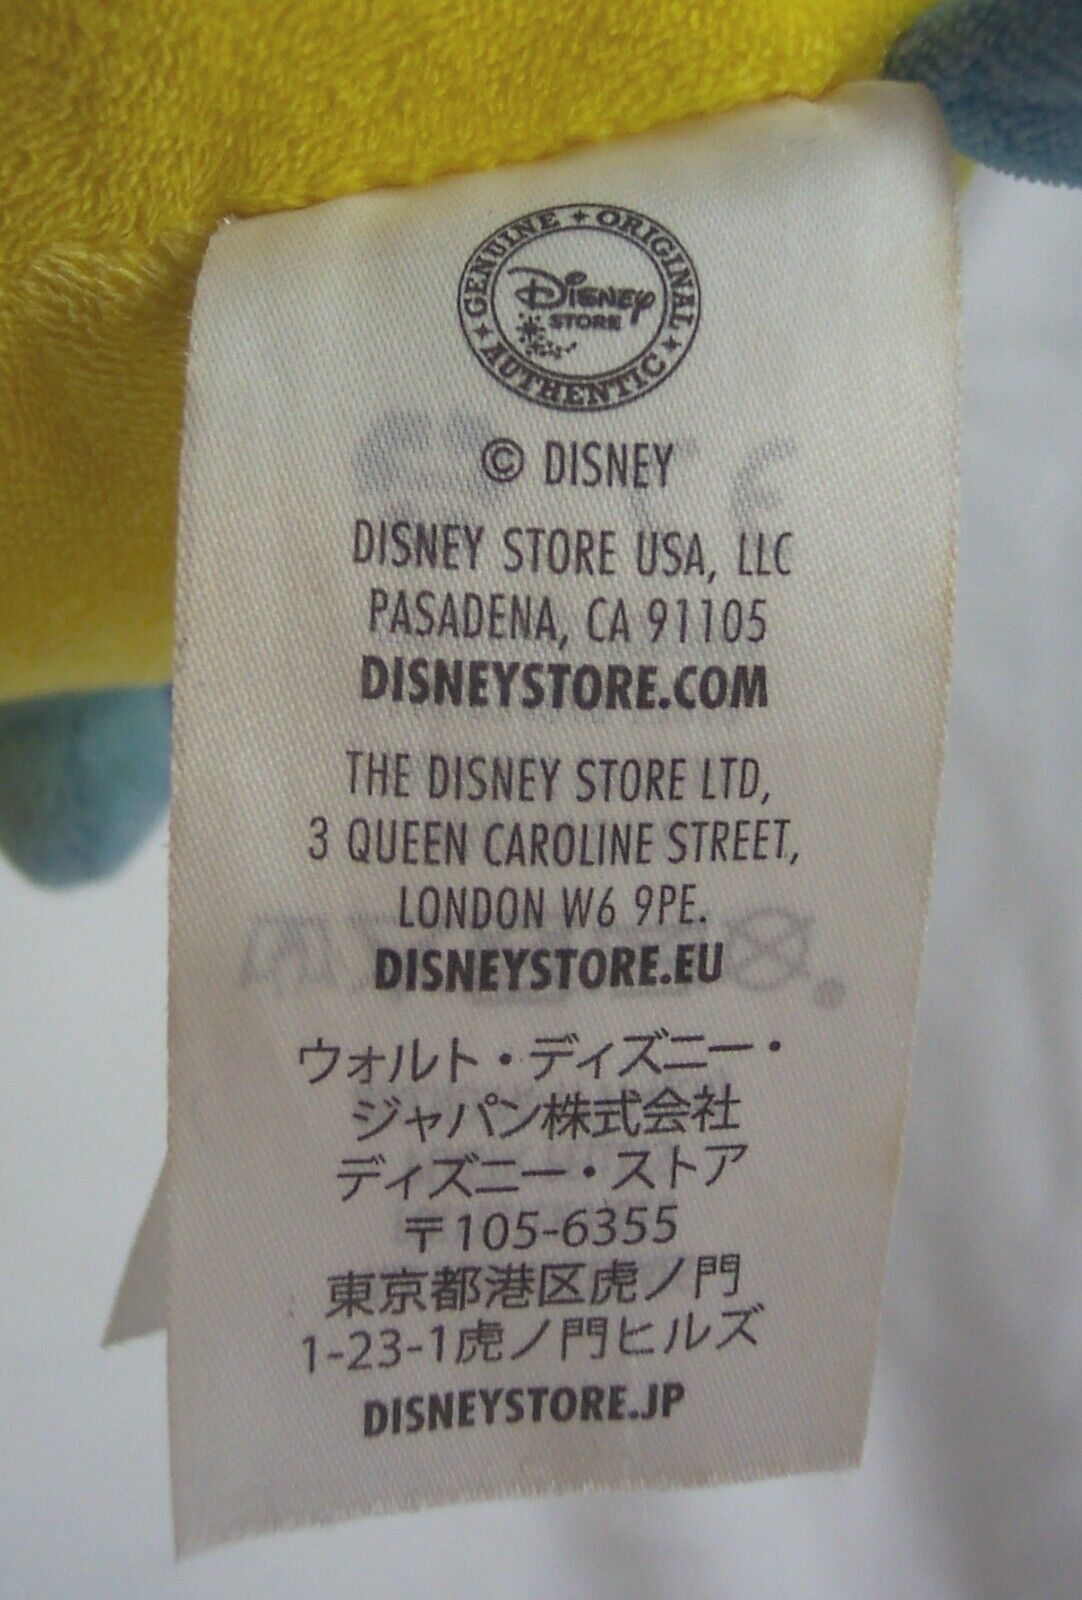 GENUINE ORIGINAL AUTHENTIC
DISNEY
STORE
© DISNEY
DISNEY STORE USA, LLC
PASADENA, CA 91105
DISNEYSTORE.COM
THE DISNEY STORE LTD,
3 QUEEN CAROLINE STREET,
LONDON W6 9PE.
DISNEYSTORE.EU
ウォルト・ディズニー・
ジャパン株式会社
ディズニー・ストア
〒105-6355
東京都港区虎ノ門
1-23-1虎ノ門ヒルズ
DISNEYSTORE.JP